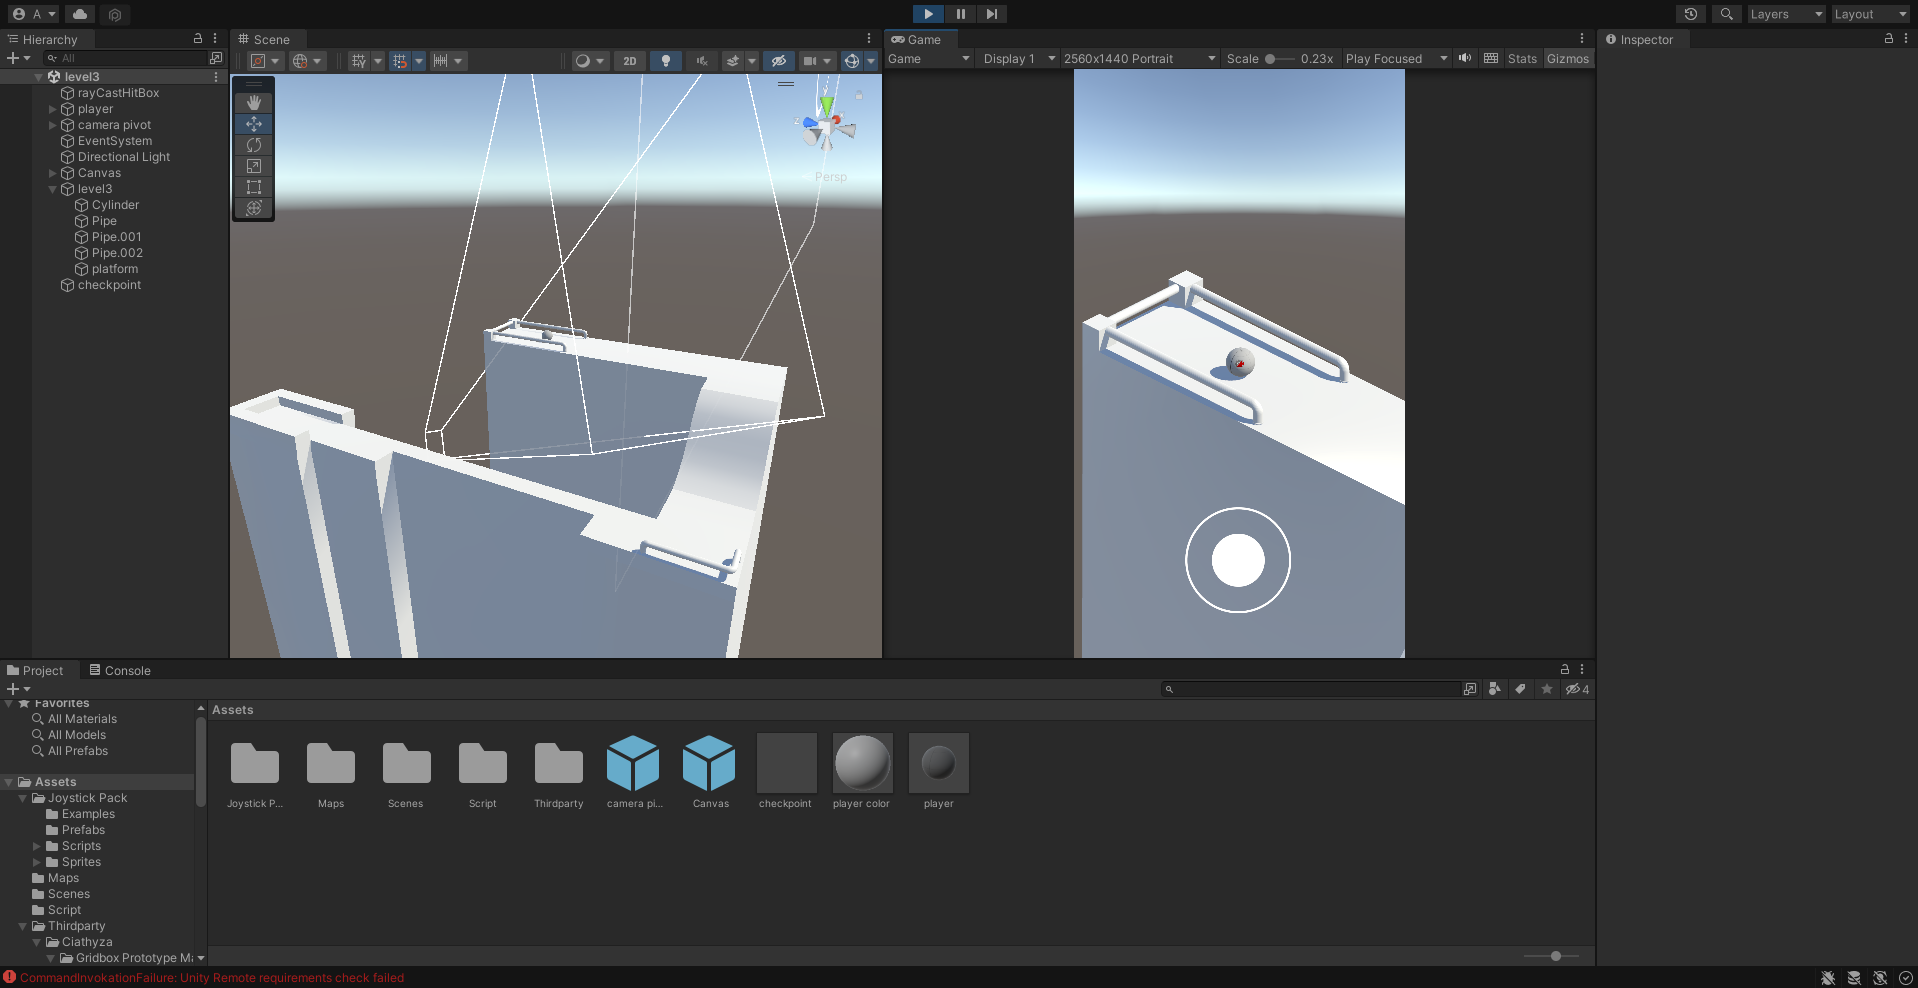 A
Layers
Layout
Hierarchy
All
level3
rayCastHitBox
player
camera pivot
EventSystem
Directional Light
Canvas
level3
Cylinder
Pipe
Pipe.001
Pipe.002
platform
checkpoint
Scene
2D
Persp
Game
Game
Display 1
2560x1440 Portrait
Scale
0.23x
Play Focused
Stats
Gizmos
Inspector
Project
Console
4
Favorites
All Materials
All Models
All Prefabs
Assets
Joystick Pack
Examples
Prefabs
Scripts
Sprites
Maps
Scenes
Script
Thirdparty
Ciathyza
Gridbox Prototype Ma
Assets
Joystick P...
Maps
Scenes
Script
Thirdparty
camera pi...
Canvas
checkpoint
player color
player
CommandInvokationFailure: Unity Remote requirements check failed